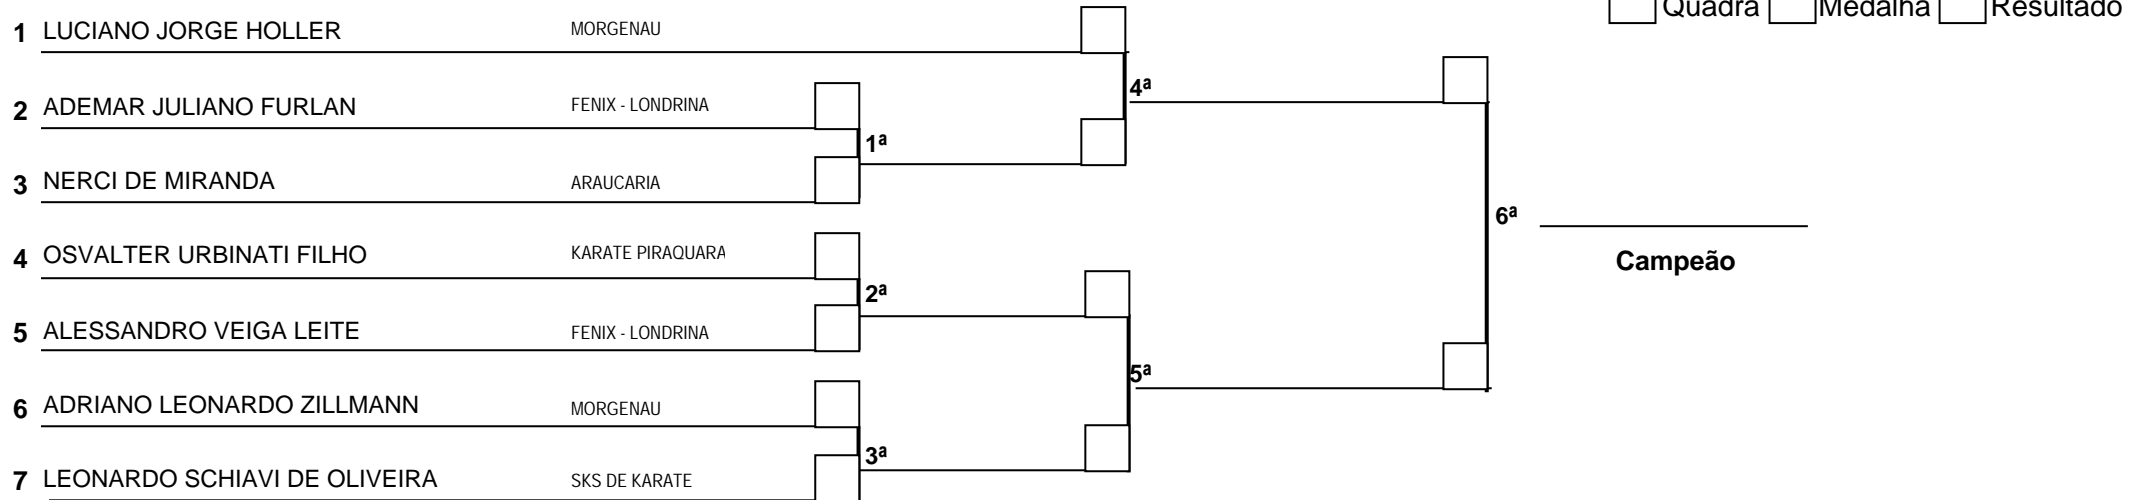 Quadra Medalha Resultado
1 LUCIANO JORGE HOLLER MORGENAU
4ª
2 ADEMAR JULIANO FURLAN FENIX - LONDRINA
1ª
3 NERCI DE MIRANDA ARAUCARIA
6ª
4 OSVALTER URBINATI FILHO KARATE PIRAQUARA
Campeão
2ª
5 ALESSANDRO VEIGA LEITE FENIX - LONDRINA
5ª
6 ADRIANO LEONARDO ZILLMANN MORGENAU
3ª
7 LEONARDO SCHIAVI DE OLIVEIRA SKS DE KARATE